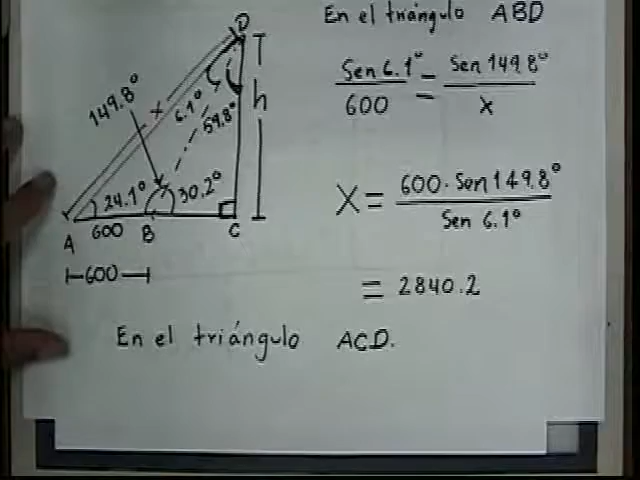 En el triángulo ABD
D
T
149.8°
x
6.1°
59.8°
h
Sen 6.1° = Sen 149.8°
600 x
24.1°
30.2°
A 600 B C
X = 600 · Sen 149.8°
Sen 6.1°
|-600-|
= 2840.2
En el triángulo ACD.